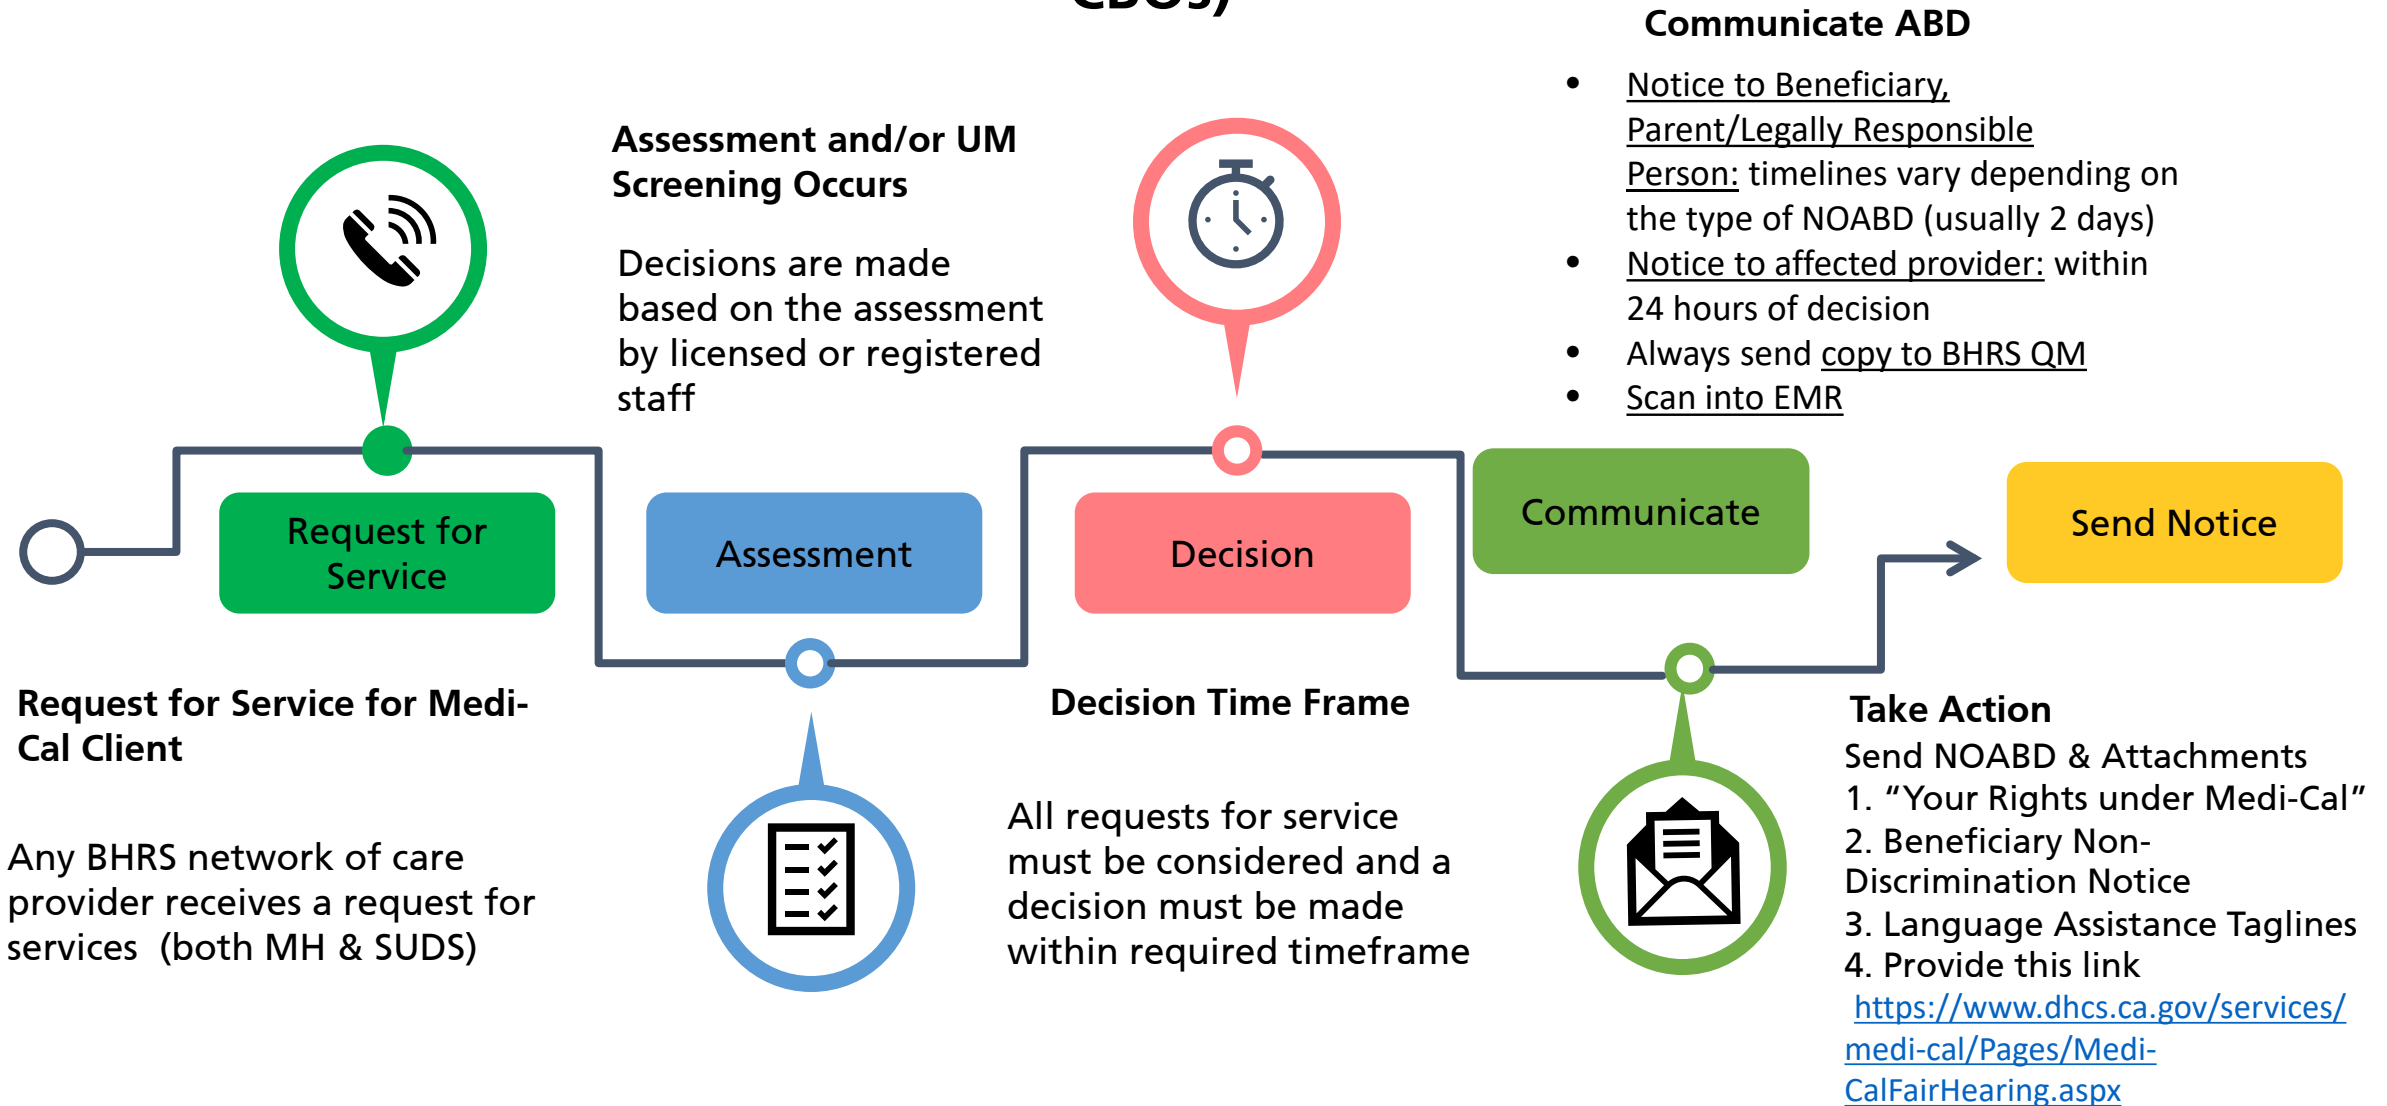 CBOs)
Communicate ABD
• Notice to Beneficiary,
Parent/Legally Responsible
Person: timelines vary depending on
the type of NOABD (usually 2 days)
• Notice to affected provider: within
24 hours of decision
• Always send copy to BHRS QM
• Scan into EMR
Assessment and/or UM
Screening Occurs
Decisions are made
based on the assessment
by licensed or registered
staff
Request for
Service
Assessment
Decision
Communicate
Send Notice
Request for Service for Medi-
Cal Client
Any BHRS network of care
provider receives a request for
services (both MH & SUDS)
Decision Time Frame
All requests for service
must be considered and a
decision must be made
within required timeframe
Take Action
Send NOABD & Attachments
1. “Your Rights under Medi-Cal”
2. Beneficiary Non-
Discrimination Notice
3. Language Assistance Taglines
4. Provide this link
https://www.dhcs.ca.gov/services/
medi-cal/Pages/Medi-
CalFairHearing.aspx